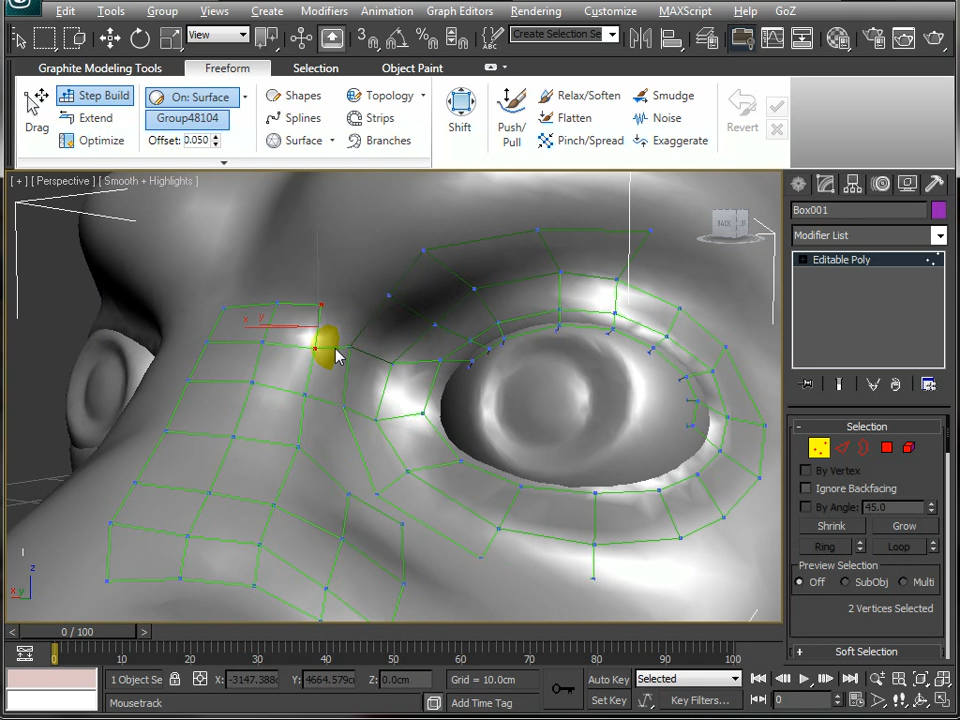 Edit Tools Group Views Create Modifiers Animation Graph Editors Rendering Customize MAXScript Help GoZ
View 3 Create Selection Se
Graphite Modeling Tools Freeform Selection Object Paint
Drag Step Build Extend Optimize
On: Surface
Group48104
Offset: 0.050
Shapes Topology
Splines Strips
Surface Branches
Shift
Push/
Pull
Relax/Soften Smudge
Flatten Noise
Pinch/Spread Exaggerate
Revert
[ + ] [ Perspective ] [ Smooth + Highlights ]
BACK
x y
z
x y
Box001
Modifier List
Editable Poly
- Selection
By Vertex
Ignore Backfacing
By Angle: 45.0
Shrink Grow
Ring Loop
Preview Selection
Off SubObj Multi
2 Vertices Selected
+ Soft Selection
< 0 / 100 >
0 10 20 30 40 50 60 70 80 90 100
1 Object Se X: -3147.388c Y: 4664.579c Z: 0.0cm Grid = 10.0cm
Mousetrack Add Time Tag
Auto Key Selected
Set Key Key Filters...
0